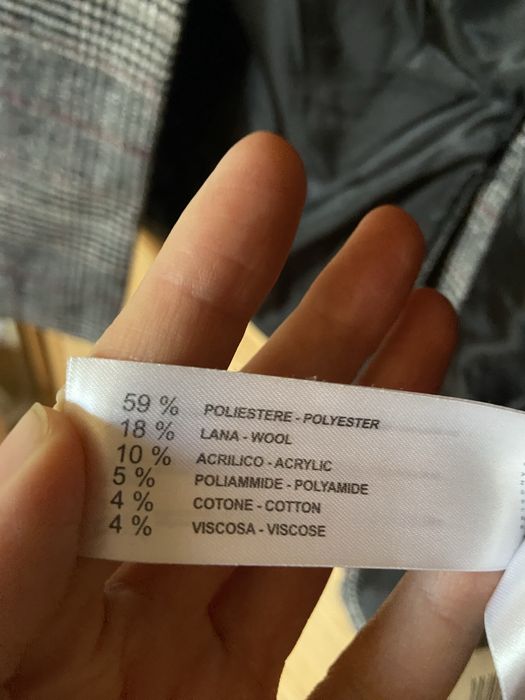 59 % POLIESTERE - POLYESTER
18 % LANA - WOOL
10 % ACRILICO - ACRYLIC
5 % POLIAMMIDE - POLYAMIDE
4 % COTONE - COTTON
4 % VISCOSA - VISCOSE